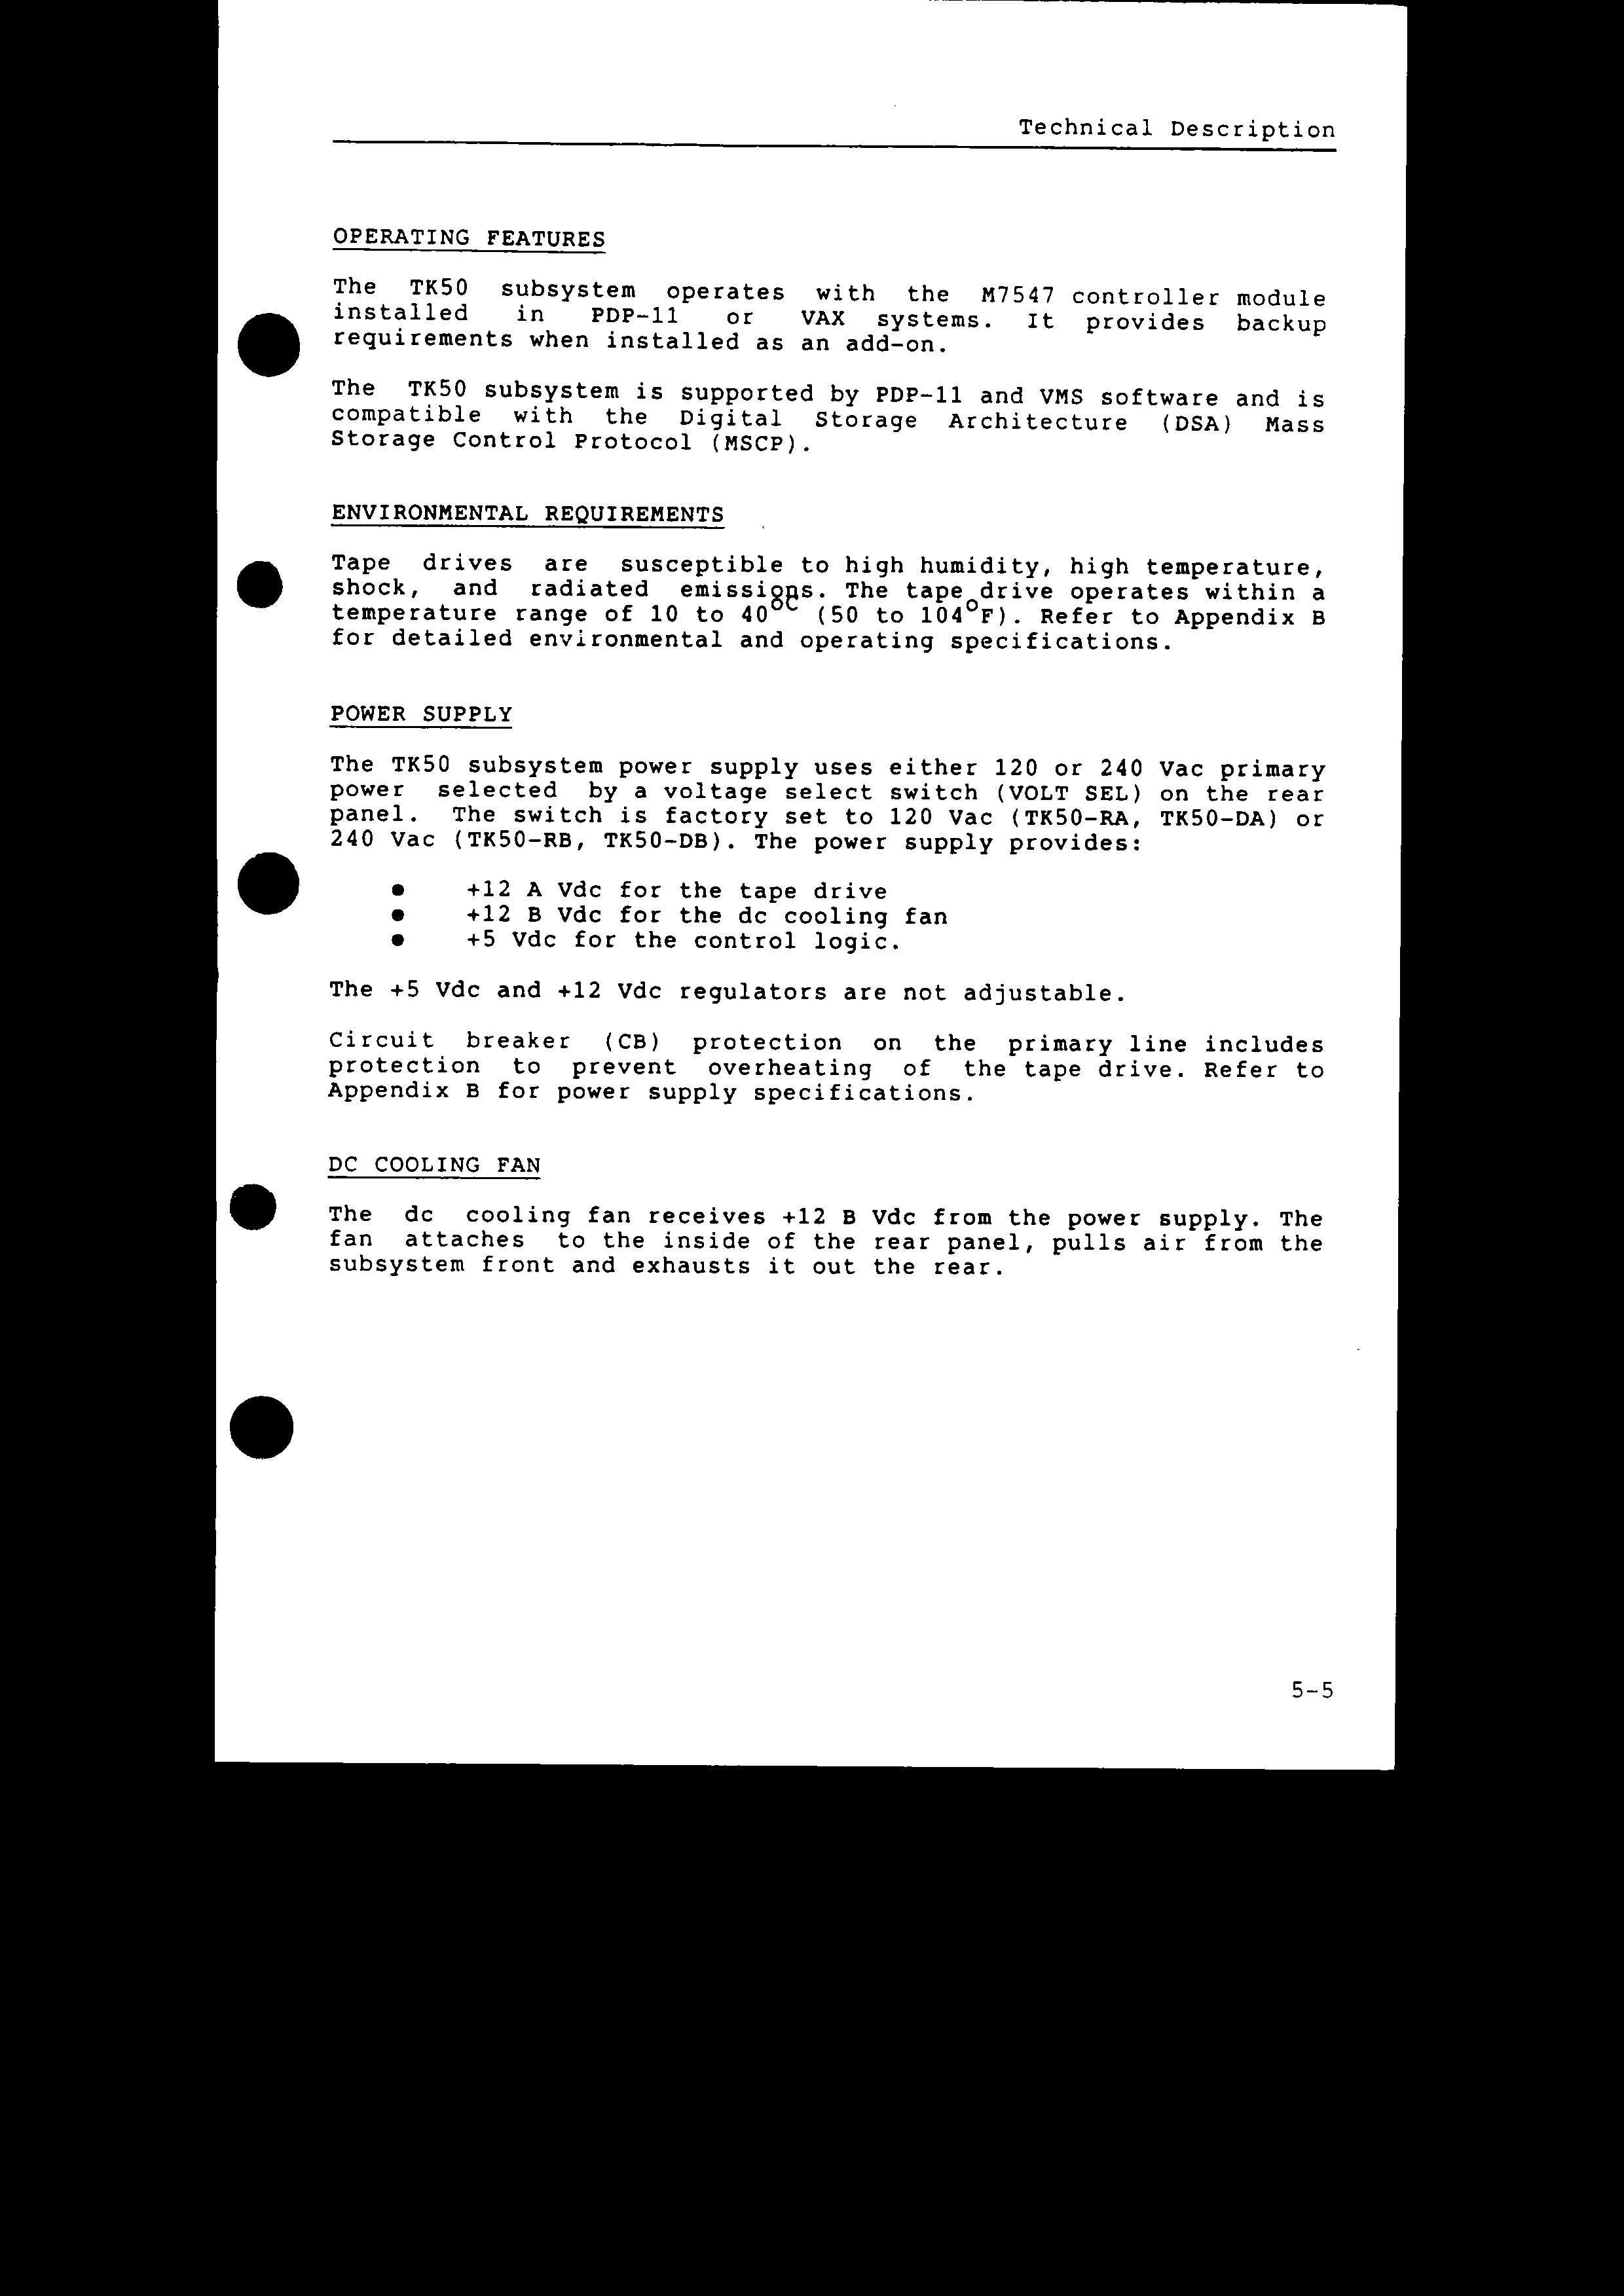 Technical Description
OPERATING FEATURES
The TK50 subsystem operates with the M7547 controller module
installed in PDP-11 or VAX systems. It provides backup
requirements when installed as an add-on.
The TK50 subsystem is supported by PDP-11 and VMS software and is
compatible with the Digital Storage Architecture (DSA) Mass
Storage Control Protocol (MSCP).
ENVIRONMENTAL REQUIREMENTS
Tape drives are susceptible to high humidity, high temperature,
shock, and radiated emissions. The tape drive operates within a
temperature range of 10 to 40°C (50 to 104°F). Refer to Appendix B
for detailed environmental and operating specifications.
POWER SUPPLY
The TK50 subsystem power supply uses either 120 or 240 Vac primary
power selected by a voltage select switch (VOLT SEL) on the rear
panel. The switch is factory set to 120 Vac (TK50-RA, TK50-DA) or
240 Vac (TK50-RB, TK50-DB). The power supply provides:
● +12 A Vdc for the tape drive
● +12 B Vdc for the dc cooling fan
● +5 Vdc for the control logic.
The +5 Vdc and +12 Vdc regulators are not adjustable.
Circuit breaker (CB) protection on the primary line includes
protection to prevent overheating of the tape drive. Refer to
Appendix B for power supply specifications.
DC COOLING FAN
The dc cooling fan receives +12 B Vdc from the power supply. The
fan attaches to the inside of the rear panel, pulls air from the
subsystem front and exhausts it out the rear.
5-5